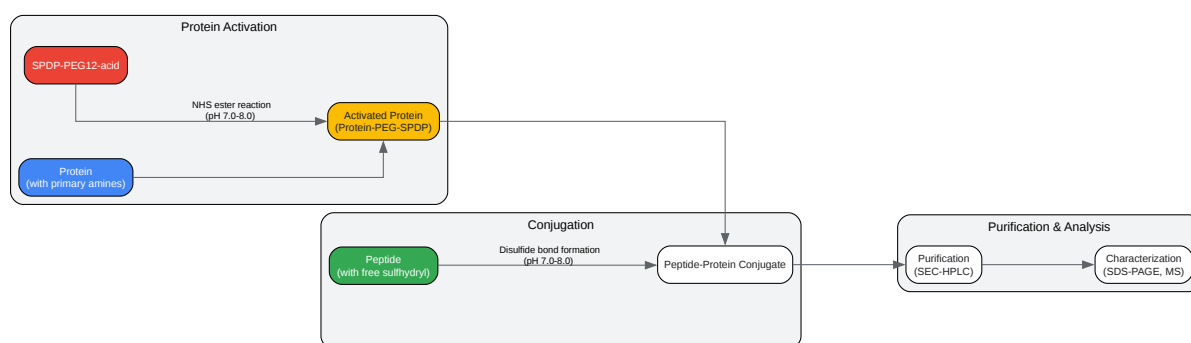 Protein Activation
SPDP-PEG12-acid
NHS ester reaction
(pH 7.0-8.0)
Activated Protein
(Protein-PEG-SPDP)
Protein
(with primary amines)
Conjugation
Peptide
(with free sulfhydryl)
Disulfide bond formation
(pH 7.0-8.0)
Peptide-Protein Conjugate
Purification & Analysis
Purification
(SEC-HPLC)
Characterization
(SDS-PAGE, MS)